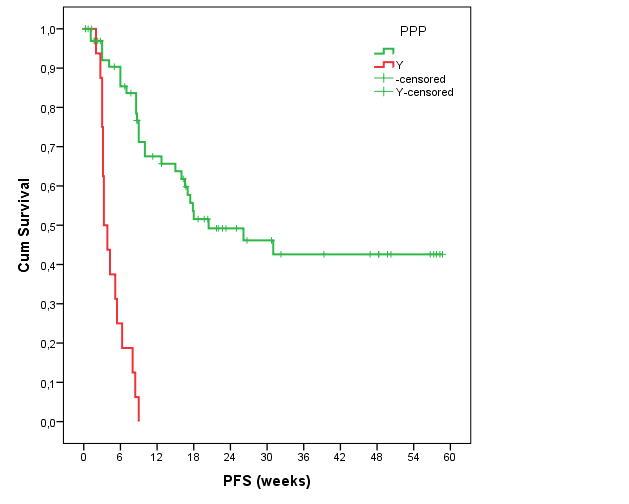 PPP
Y
-censored
Y-censored
1,0
0,9
0,8
0,7
0,6
0,5
0,4
0,3
0,2
0,1
0,0
Cum Survival
0 6 12 18 24 30 36 42 48 54 60
PFS (weeks)